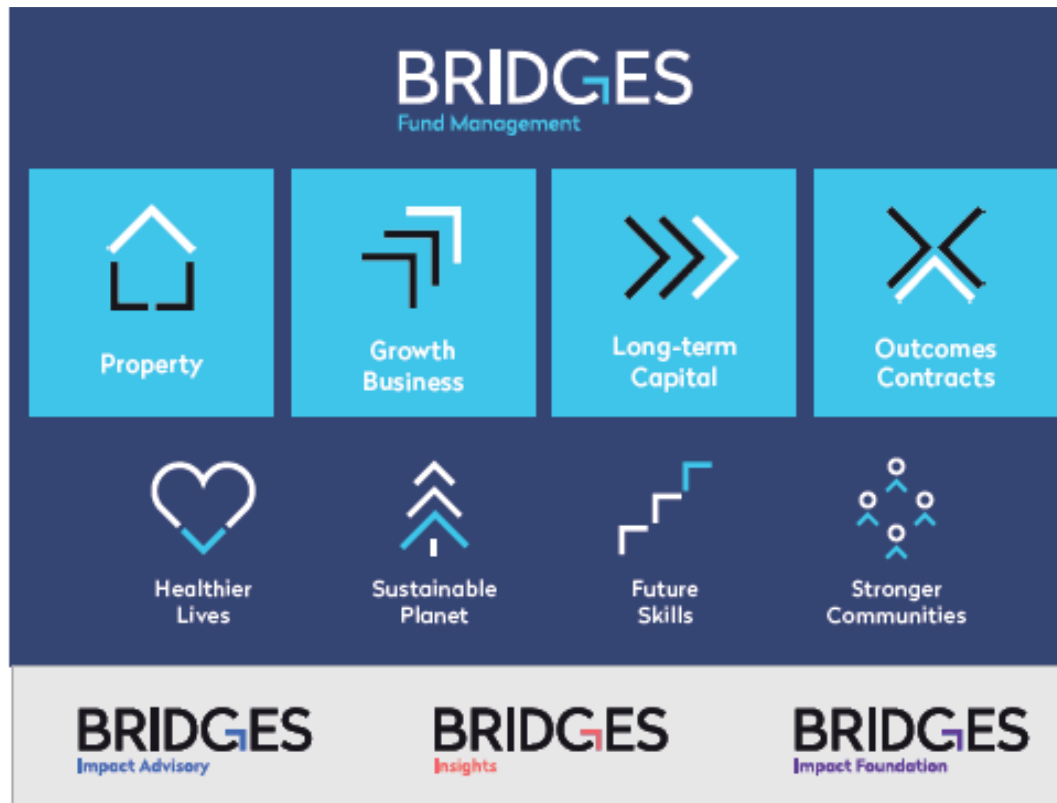 BRIDGES
Fund Management
Property
Growth
Business
Long-term
Capital
Outcomes
Contracts
Healthier
Lives
Sustainable
Planet
Future
Skills
Stronger
Communities
BRIDGES
Impact Advisory
BRIDGES
Insights
BRIDGES
Impact Foundation